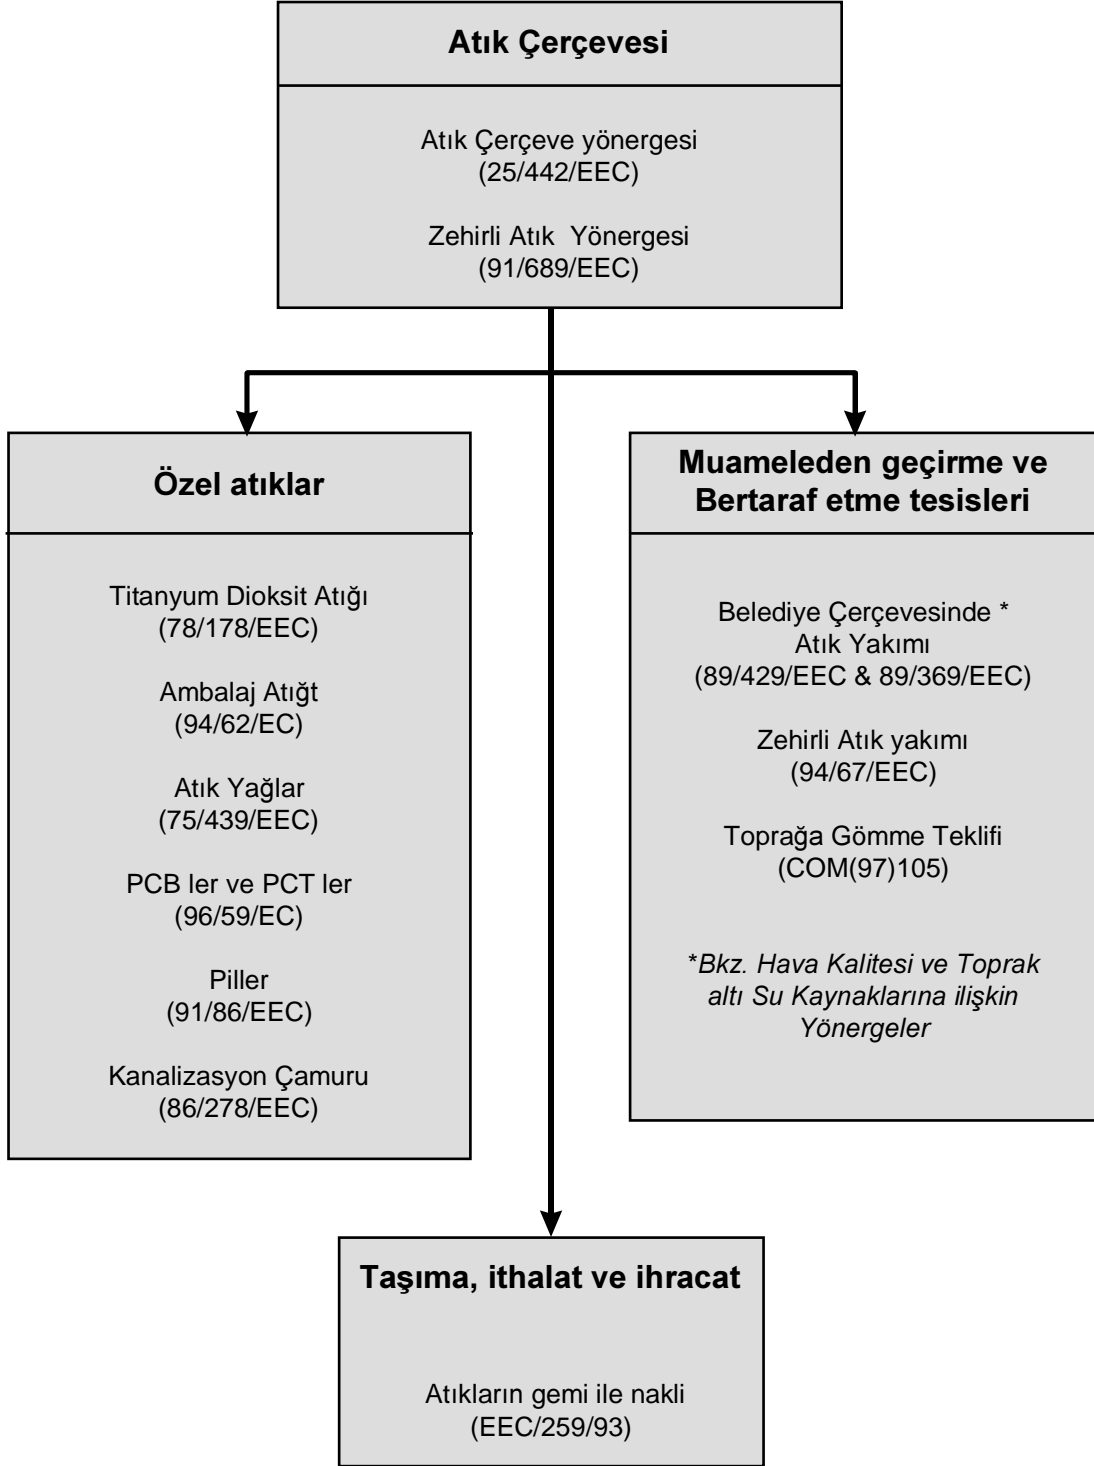 Atık Çerçevesi
Atık Çerçeve yönergesi
(25/442/EEC)
Zehirli Atık Yönergesi
(91/689/EEC)
Özel atıklar
Titanyum Dioksit Atığı
(78/178/EEC)
Ambalaj Atığt
(94/62/EC)
Atık Yağlar
(75/439/EEC)
PCB ler ve PCT ler
(96/59/EC)
Piller
(91/86/EEC)
Kanalizasyon Çamuru
(86/278/EEC)
Muameleden geçirme ve
Bertaraf etme tesisleri
Belediye Çerçevesinde *
Atık Yakımı
(89/429/EEC & 89/369/EEC)
Zehirli Atık yakımı
(94/67/EEC)
Toprağa Gömme Teklifi
(COM(97)105)
*Bkz. Hava Kalitesi ve Toprak
altı Su Kaynaklarına ilişkin
Yönergeler
Taşıma, ithalat ve ihracat
Atıkların gemi ile nakli
(EEC/259/93)